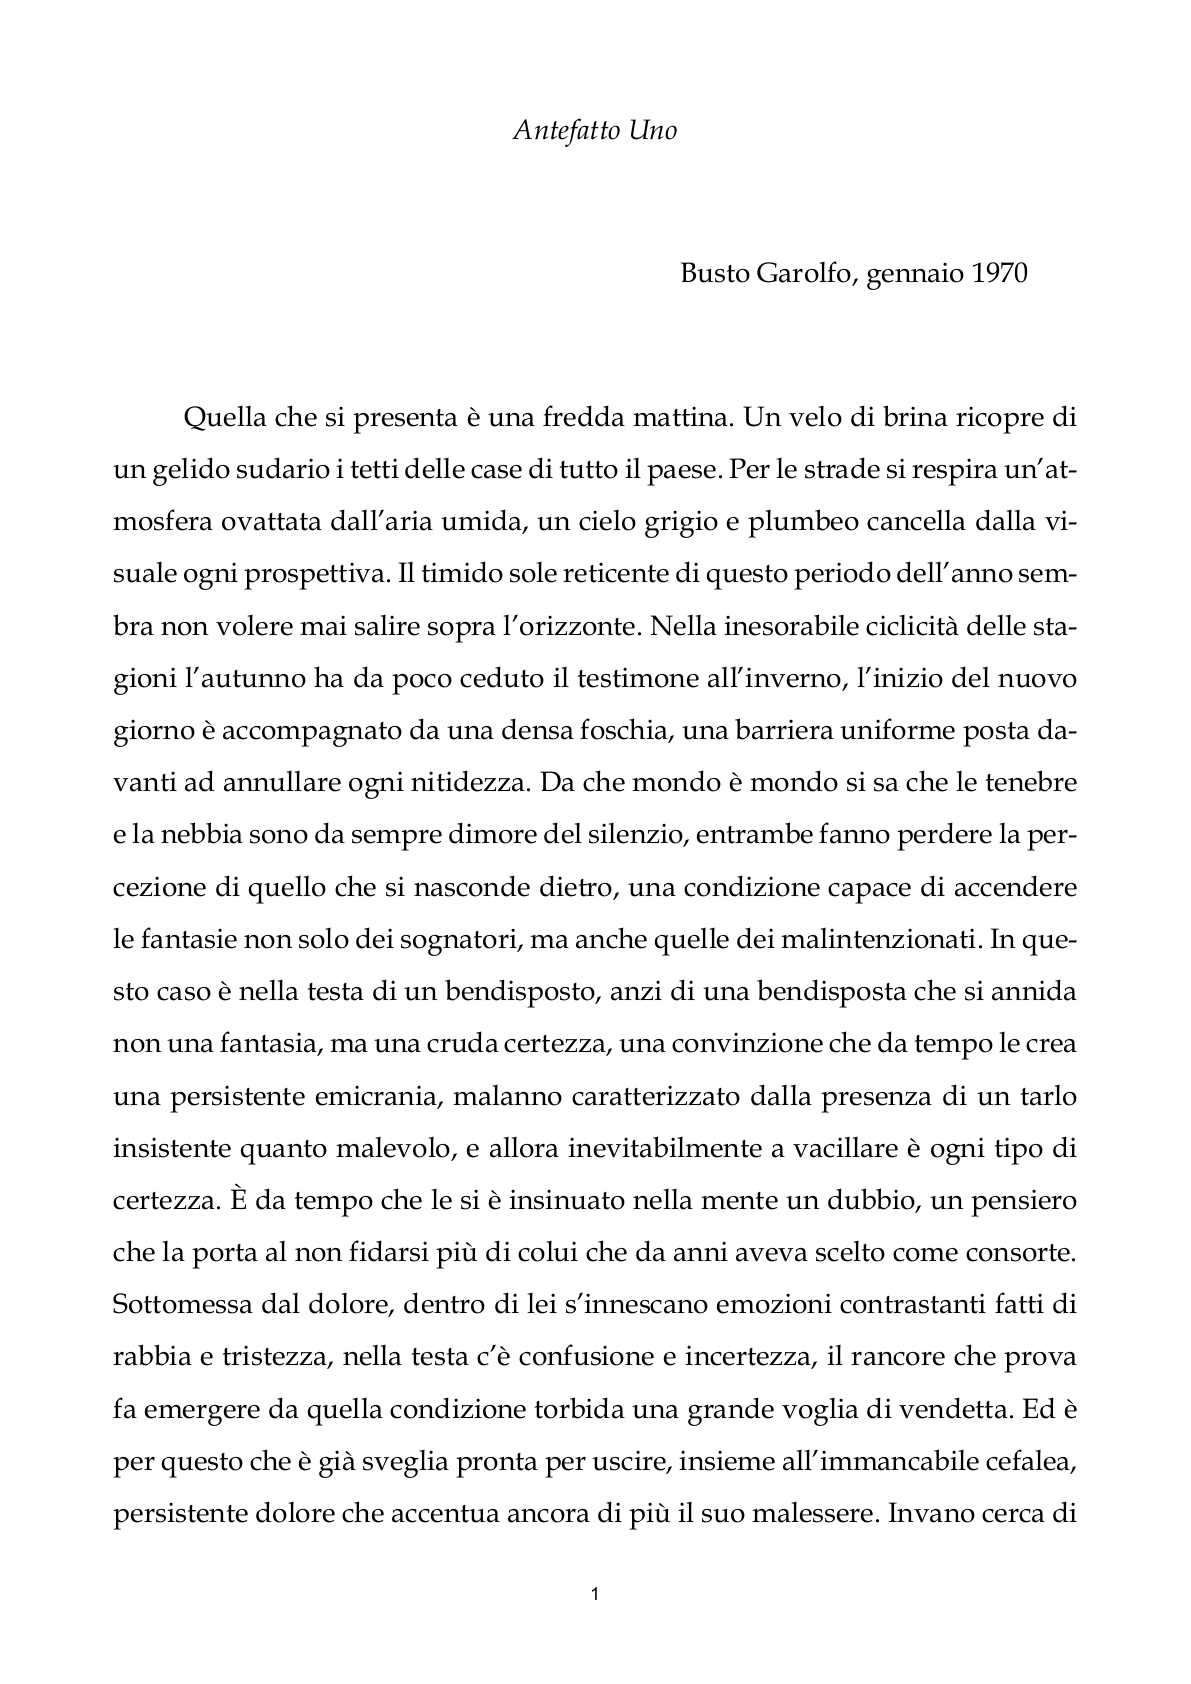 Antefatto Uno
Busto Garolfo, gennaio 1970
Quella che si presenta è una fredda mattina. Un velo di brina ricopre di
un gelido sudario i tetti delle case di tutto il paese. Per le strade si respira un’at-
mosfera ovattata dall’aria umida, un cielo grigio e plumbeo cancella dalla vi-
suale ogni prospettiva. Il timido sole reticente di questo periodo dell’anno sem-
bra non volere mai salire sopra l’orizzonte. Nella inesorabile ciclicità delle sta-
gioni l’autunno ha da poco ceduto il testimone all’inverno, l’inizio del nuovo
giorno è accompagnato da una densa foschia, una barriera uniforme posta da-
vanti ad annullare ogni nitidezza. Da che mondo è mondo si sa che le tenebre
e la nebbia sono da sempre dimore del silenzio, entrambe fanno perdere la per-
cezione di quello che si nasconde dietro, una condizione capace di accendere
le fantasie non solo dei sognatori, ma anche quelle dei malintenzionati. In que-
sto caso è nella testa di un bendisposto, anzi di una bendisposta che si annida
non una fantasia, ma una cruda certezza, una convinzione che da tempo le crea
una persistente emicrania, malanno caratterizzato dalla presenza di un tarlo
insistente quanto malevolo, e allora inevitabilmente a vacillare è ogni tipo di
certezza. È da tempo che le si è insinuato nella mente un dubbio, un pensiero
che la porta al non fidarsi più di colui che da anni aveva scelto come consorte.
Sottomessa dal dolore, dentro di lei s’innescano emozioni contrastanti fatti di
rabbia e tristezza, nella testa c’è confusione e incertezza, il rancore che prova
fa emergere da quella condizione torbida una grande voglia di vendetta. Ed è
per questo che è già sveglia pronta per uscire, insieme all’immancabile cefalea,
persistente dolore che accentua ancora di più il suo malessere. Invano cerca di
1